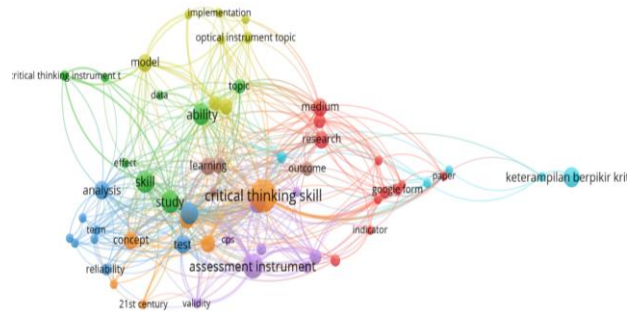 implementation
optical instrument topic
model
critical thinking instrument t
data
topic
ability
medium
research
effect
learning
outcome
skill
analysis
critical thinking skill
google form
paper
keterampilan berpikir krit
study
term
concept
test
cps
indicator
reliability
assessment instrument
21st century
validity